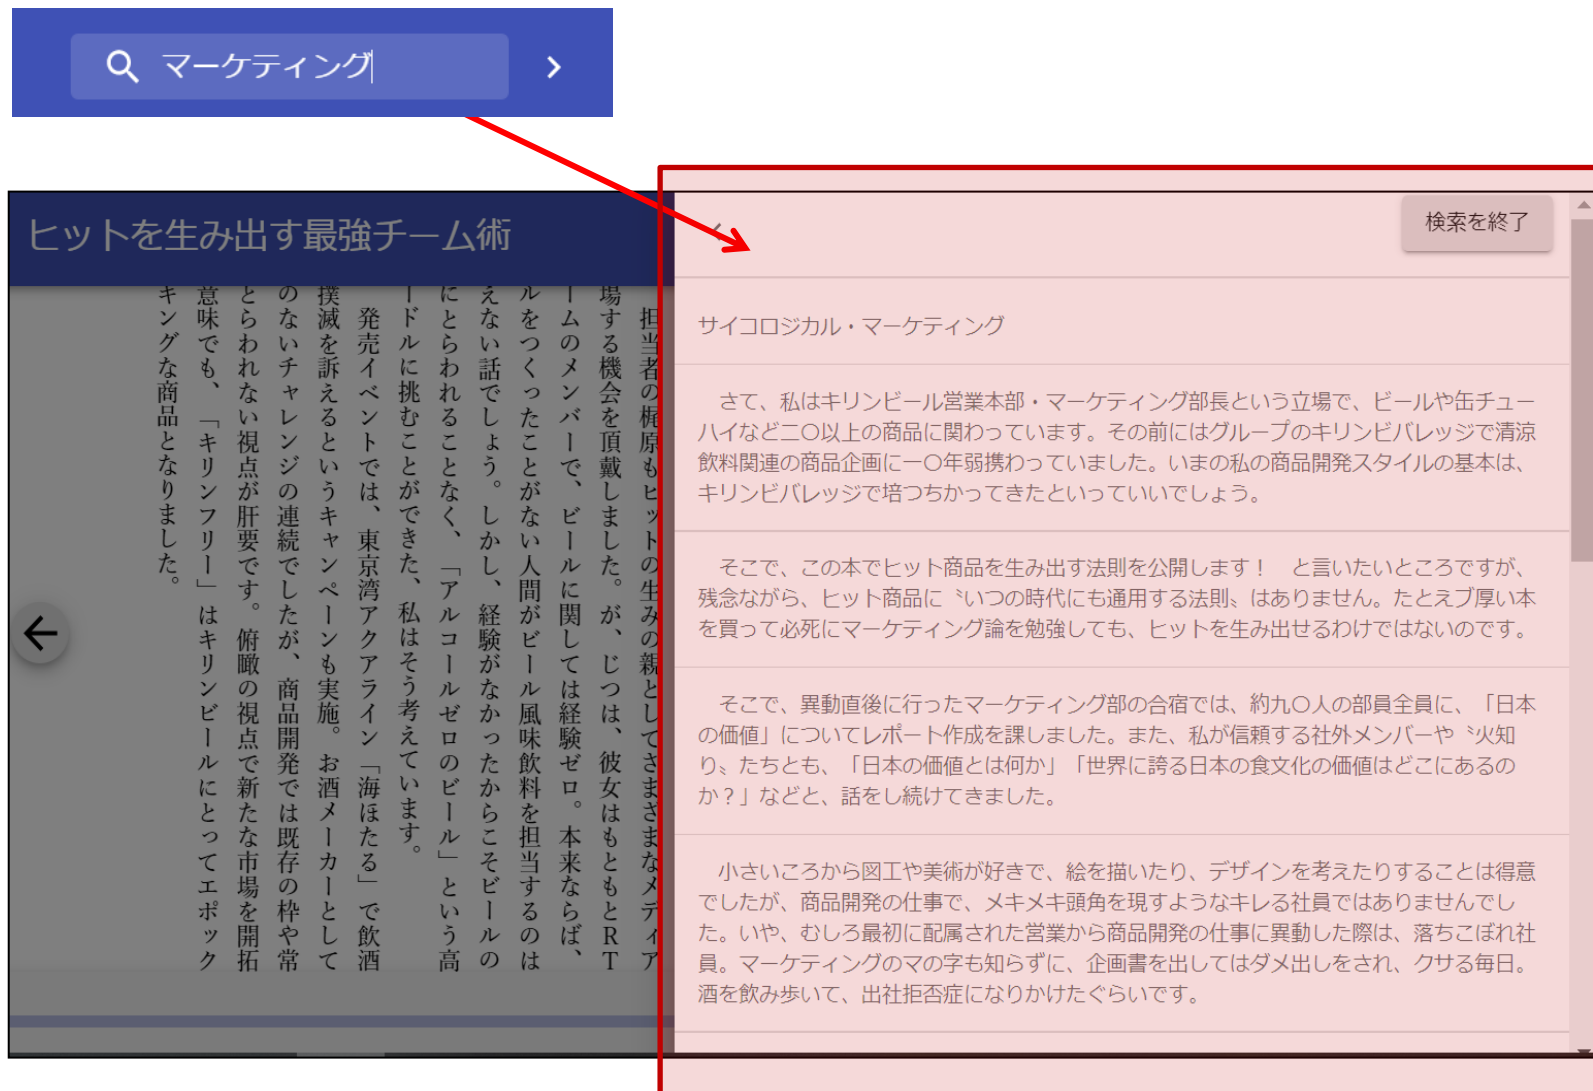 マーケティング
ヒットを生み出す最強チーム術
担当者の梶原もヒットの生みの親としてさまざまなメディア
場する機会を頂戴しました。が、じつは、彼女はもともとRT
ームのメンバーで、ビールに関しては経験ゼロ。本来ならば、
ルをつくったことがない人間がビール風味飲料を担当するのは
えない話でしょう。しかし、経験がなかったからこそビールの
にとらわれることなく、「アルコールゼロのビール」という高
ードルに挑むことができた、私はそう考えています。
発売イベントでは、東京湾アクアライン「海ほたる」で飲酒
撲滅を訴えるというキャンペーンも実施。お酒メーカーとして
のないチャレンジの連続でしたが、商品開発では既存の枠や常
とらわれない視点が肝要です。俯瞰の視点で新たな市場を開拓
意味でも、「キリンフリー」はキリンビールにとってエポック
キングな商品となりました。
検索を終了
サイコロジカル・マーケティング
さて、私はキリンビール営業本部・マーケティング部長という立場で、ビールや缶チュー
ハイなど二〇以上の商品に関わっています。その前にはグループのキリンビバレッジで清涼
飲料関連の商品企画に一〇年弱携わっていました。いまの私の商品開発スタイルの基本は、
キリンビバレッジで培つちかってきたといっていいでしょう。
そこで、この本でヒット商品を生み出す法則を公開します！　と言いたいところですが、
残念ながら、ヒット商品に〝いつの時代にも通用する法則〟はありません。たとえブ厚い本
を買って必死にマーケティング論を勉強しても、ヒットを生み出せるわけではないのです。
そこで、異動直後に行ったマーケティング部の合宿では、約九〇人の部員全員に、「日本
の価値」についてレポート作成を課しました。また、私が信頼する社外メンバーや〝火知
り〟たちとも、「日本の価値とは何か」「世界に誇る日本の食文化の価値はどこにあるの
か？」などと、話をし続けてきました。
小さいころから図工や美術が好きで、絵を描いたり、デザインを考えたりすることは得意
でしたが、商品開発の仕事で、メキメキ頭角を現すようなキレる社員ではありませんでし
た。いや、むしろ最初に配属された営業から商品開発の仕事に異動した際は、落ちこぼれ社
員。マーケティングのマの字も知らずに、企画書を出してはダメ出しをされ、クサる毎日。
酒を飲み歩いて、出社拒否症になりかけたぐらいです。